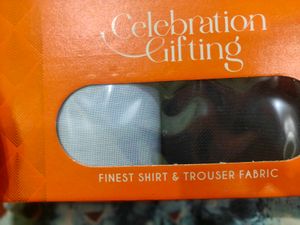 Celebration
Gifting
FINEST SHIRT & TROUSER FABRIC